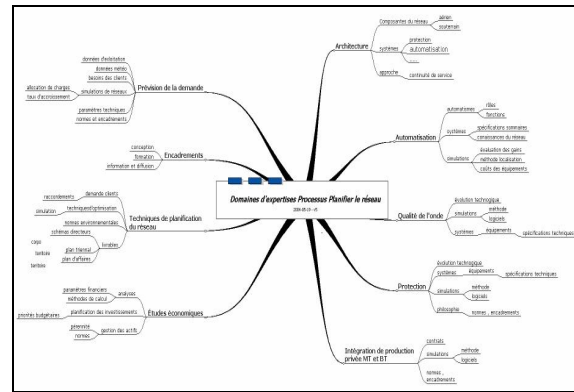 Domaines d'expertises Processus Planifier le réseau
Architecture
Composantes du réseau
aérien
souterrain
systèmes
protection
automatisation
......
approche
continuité de service
Automatisation
automatismes
rôles
fonctions
systèmes
spécifications sommaires
connaissances du réseau
simulations
évaluation des gains
méthode localisation
coûts des équipements
Qualité de l'onde
évolution technologique
simulations
méthode
logiciels
systèmes
équipements
spécifications techniques
Protection
évolution technologique
systèmes
équipements
spécifications techniques
simulations
méthode
logiciels
philosophie
normes , encadrements
Intégration de production
privée MT et BT
contrats
simulations
méthode
logiciels
normes ,
encadrements
Prévision de la demande
données d'exploitation
données météo
besoins des clients
simulations de réseaux
allocation de charges
taux d'accroissement
paramètres techniques
normes et encadrements
Encadrements
conception
formation
information et diffusion
Techniques de planification
du réseau
demande clients
raccordements
techniques d'optimisation
simulation
normes environnementales
livrables
schémas directeurs
plan triennal
plan d'affaires
corpo
territoire
territoire
Études économiques
analyses
paramètres financiers
méthodes de calcul
planification des investissements
priorités budgétaires
gestion des actifs
pérennité
normes